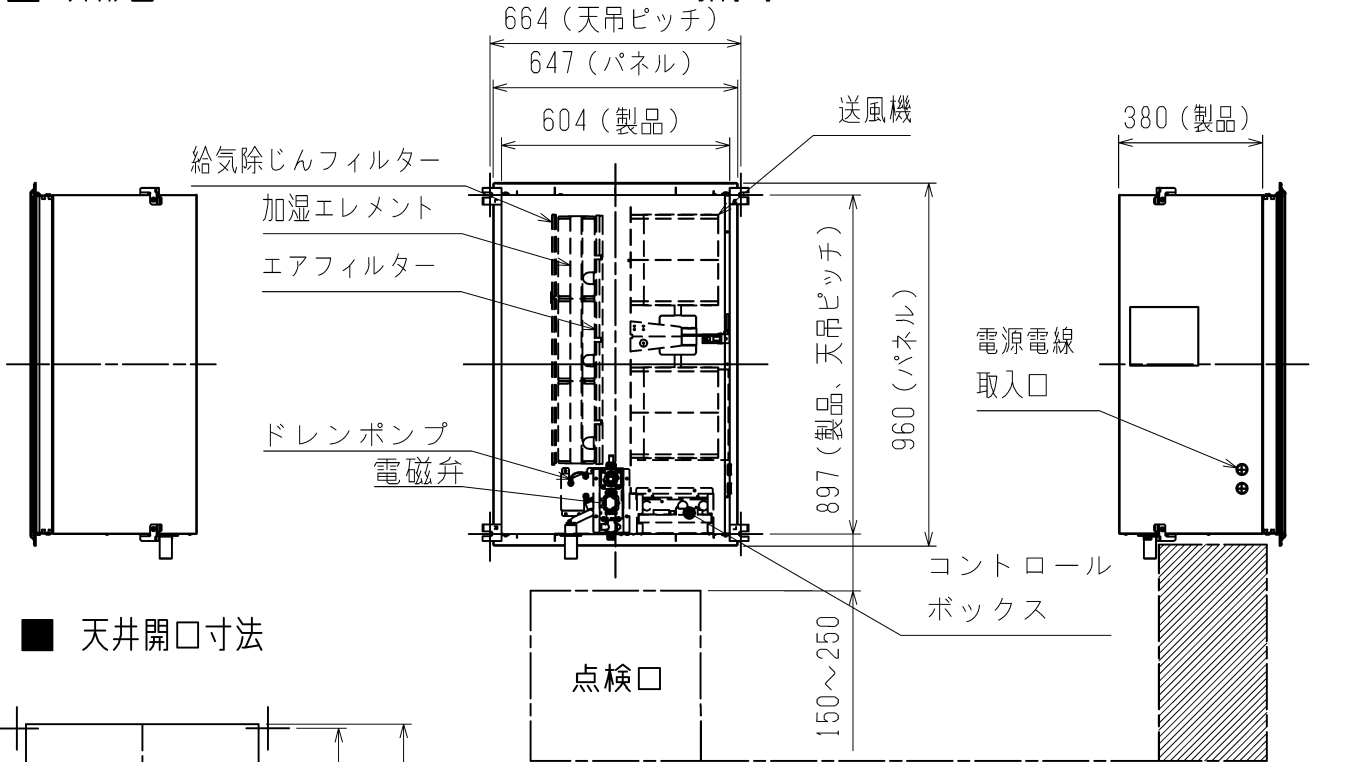 664（天吊ピッチ）
647（パネル）
604（製品）
送風機
380（製品）
給気除じんフィルター
加湿エレメント
エアフィルター
897（製品、天吊ピッチ）
960（パネル）
電源電線
取入口
ドレンポンプ
電磁弁
コントロール
ボックス
■ 天井開口寸法
点検口
150～250